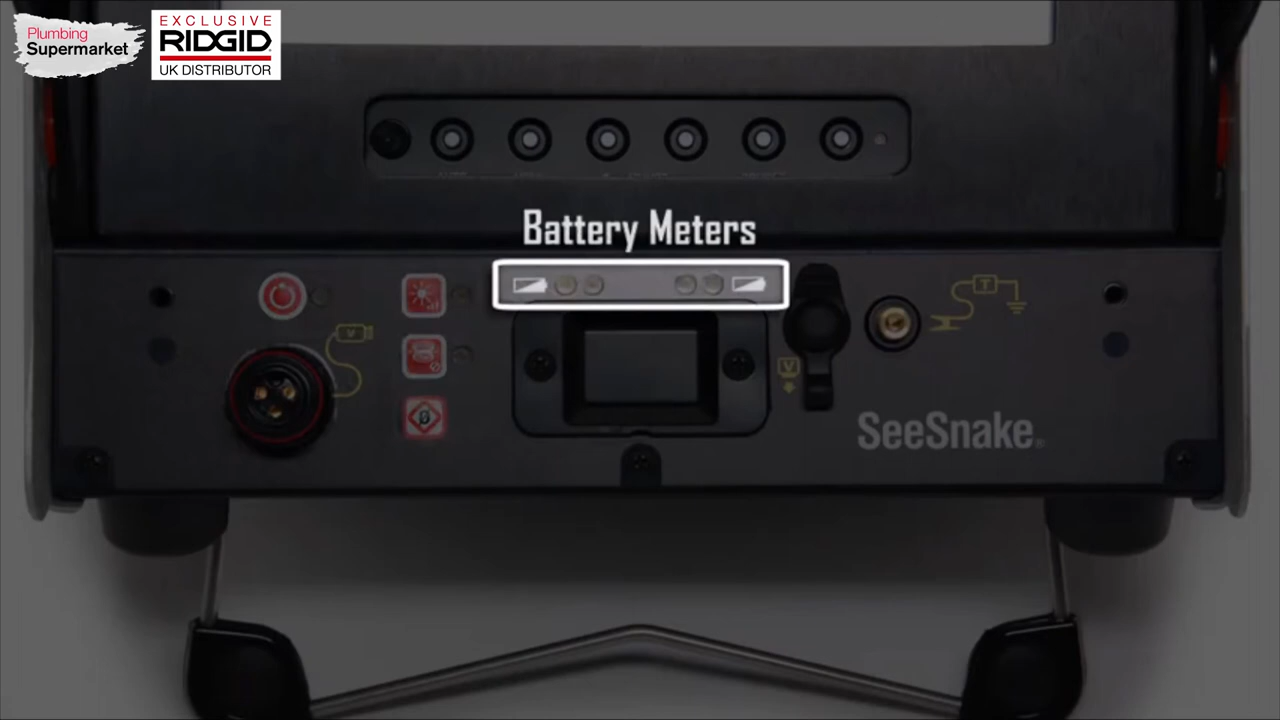 Plumbing
Supermarket
EXCLUSIVE
RIDGID
UK DISTRIBUTOR
Battery Meters
V
T
V
SeeSnake®